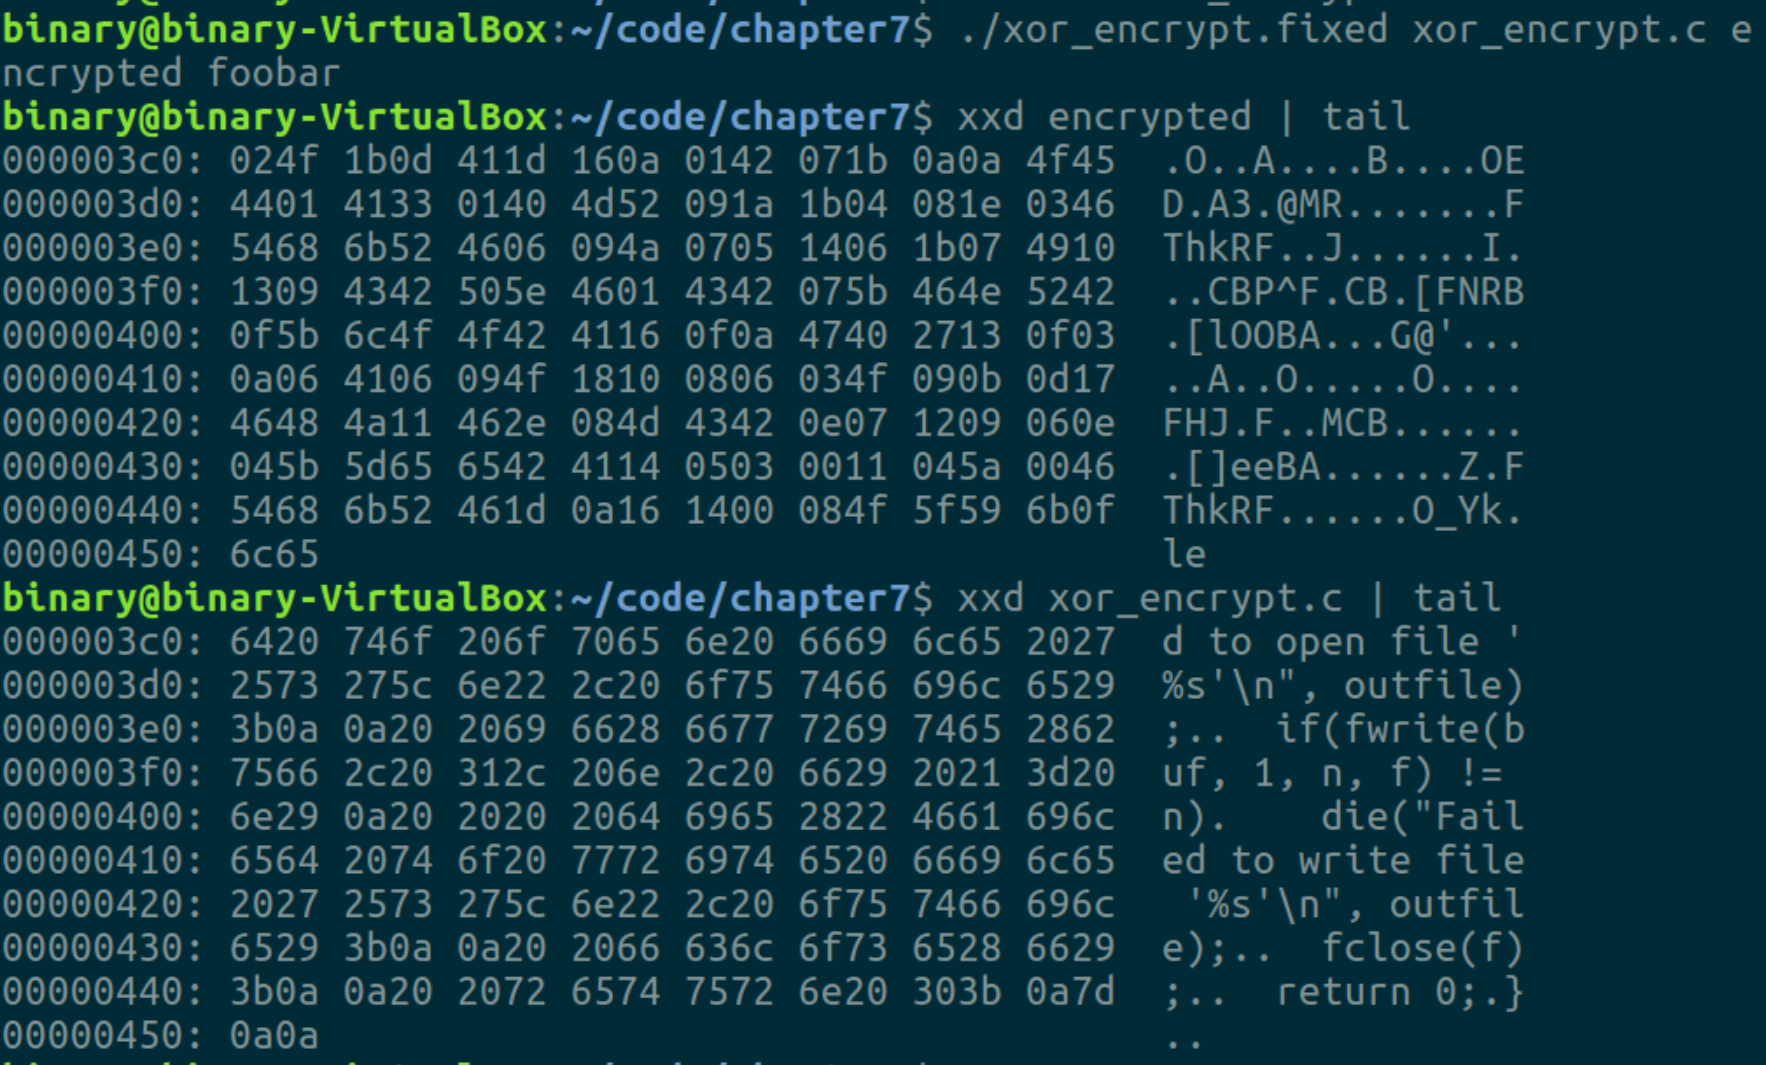 binary@binary-VirtualBox:~/code/chapter7$ ./xor_encrypt.fixed xor_encrypt.c e
ncrypted foobar
binary@binary-VirtualBox:~/code/chapter7$ xxd encrypted | tail
000003c0: 024f 1b0d 411d 160a 0142 071b 0a0a 4f45  .O..A....B....OE
000003d0: 4401 4133 0140 4d52 091a 1b04 081e 0346  D.A3.@MR.......F
000003e0: 5468 6b52 4606 094a 0705 1406 1b07 4910  ThkRF..J......I.
000003f0: 1309 4342 505e 4601 4342 075b 464e 5242  ..CBP^F.CB.[FNRB
00000400: 0f5b 6c4f 4f42 4116 0f0a 4740 2713 0f03  .[lOOBA...G@'...
00000410: 0a06 4106 094f 1810 0806 034f 090b 0d17  ..A..O.....O....
00000420: 4648 4a11 462e 084d 4342 0e07 1209 060e  FHJ.F..MCB......
00000430: 045b 5d65 6542 4114 0503 0011 045a 0046  .[]eeBA......Z.F
00000440: 5468 6b52 461d 0a16 1400 084f 5f59 6b0f  ThkRF......O_Yk.
00000450: 6c65                                     le
binary@binary-VirtualBox:~/code/chapter7$ xxd xor_encrypt.c | tail
000003c0: 6420 746f 206f 7065 6e20 6669 6c65 2027  d to open file '
000003d0: 2573 275c 6e22 2c20 6f75 7466 696c 6529  %s'\n", outfile)
000003e0: 3b0a 0a20 2069 6628 6677 7269 7465 2862  ;..  if(fwrite(b
000003f0: 7566 2c20 312c 206e 2c20 6629 2021 3d20  uf, 1, n, f) !=
00000400: 6e29 0a20 2020 2064 6965 2822 4661 696c  n).    die("Fail
00000410: 6564 2074 6f20 7772 6974 6520 6669 6c65  ed to write file
00000420: 2027 2573 275c 6e22 2c20 6f75 7466 696c   '%s'\n", outfil
00000430: 6529 3b0a 0a20 2066 636c 6f73 6528 6629  e);..  fclose(f)
00000440: 3b0a 0a20 2072 6574 7572 6e20 303b 0a7d  ;..  return 0;.}
00000450: 0a0a                                     ..